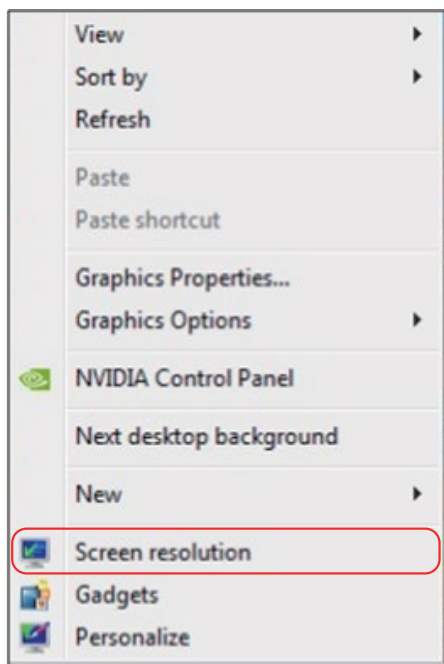 View
Sort by
Refresh
Paste
Paste shortcut
Graphics Properties...
Graphics Options
NVIDIA Control Panel
Next desktop background
New
Screen resolution
Gadgets
Personalize